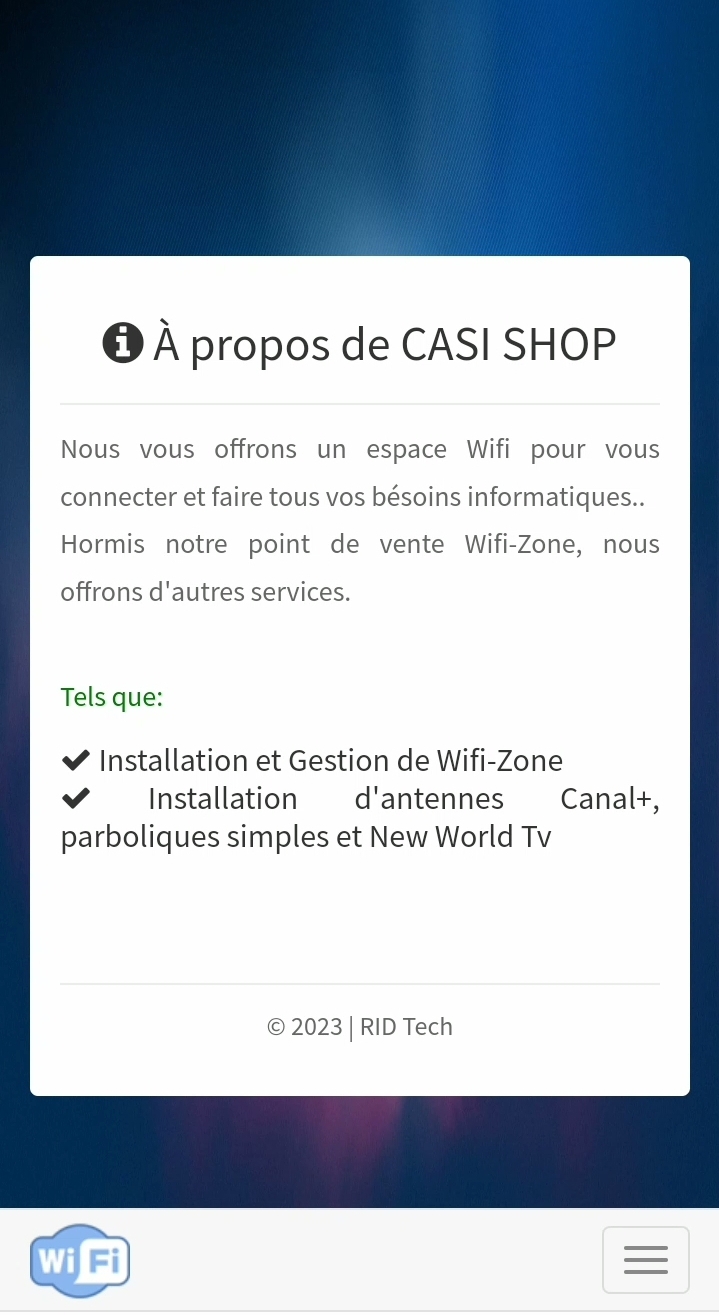 À propos de CASI SHOP
Nous vous offrons un espace Wifi pour vous
connecter et faire tous vos bésoins informatiques..
Hormis notre point de vente Wifi-Zone, nous
offrons d'autres services.
Tels que:
✔ Installation et Gestion de Wifi-Zone
✔ Installation d'antennes Canal+,
parboliques simples et New World Tv
© 2023 | RID Tech
WiFi